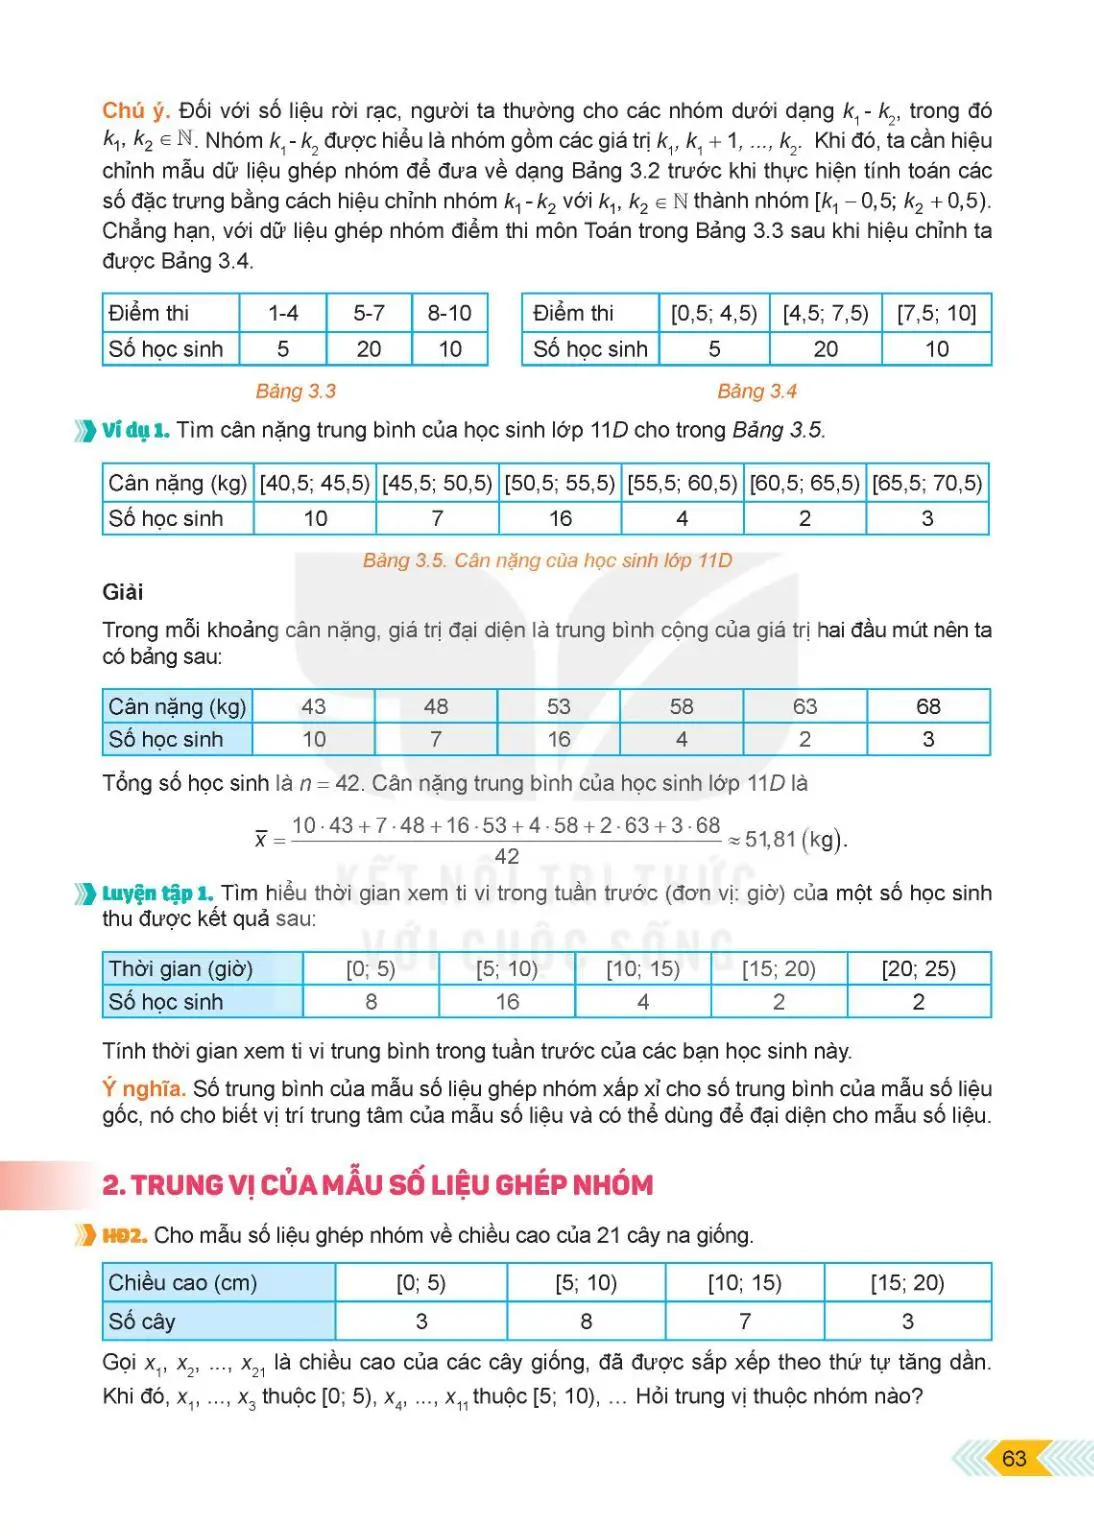 Chú ý. Đối với số liệu rời rạc, người ta thường cho các nhóm dưới dạng k₁ - k₂, trong đó
k₁, k₂ ∈ ℕ. Nhóm k₁ - k₂ được hiểu là nhóm gồm các giá trị k₁, k₁ + 1, ..., k₂. Khi đó, ta cần hiệu
chỉnh mẫu dữ liệu ghép nhóm để đưa về dạng Bảng 3.2 trước khi thực hiện tính toán các
số đặc trưng bằng cách hiệu chỉnh nhóm k₁ - k₂ với k₁, k₂ ∈ ℕ thành nhóm [k₁ – 0,5; k₂ + 0,5).
Chẳng hạn, với dữ liệu ghép nhóm điểm thi môn Toán trong Bảng 3.3 sau khi hiệu chỉnh ta
được Bảng 3.4.
Điểm thi 1-4 5-7 8-10
Số học sinh 5 20 10
Bảng 3.3
Điểm thi [0,5; 4,5) [4,5; 7,5) [7,5; 10]
Số học sinh 5 20 10
Bảng 3.4
Ví dụ 1. Tìm cân nặng trung bình của học sinh lớp 11D cho trong Bảng 3.5.
Cân nặng (kg) [40,5; 45,5) [45,5; 50,5) [50,5; 55,5) [55,5; 60,5) [60,5; 65,5) [65,5; 70,5)
Số học sinh 10 7 16 4 2 3
Bảng 3.5. Cân nặng của học sinh lớp 11D
Giải
Trong mỗi khoảng cân nặng, giá trị đại diện là trung bình cộng của giá trị hai đầu mút nên ta
có bảng sau:
Cân nặng (kg) 43 48 53 58 63 68
Số học sinh 10 7 16 4 2 3
Tổng số học sinh là n = 42. Cân nặng trung bình của học sinh lớp 11D là
x̄ = (10 · 43 + 7 · 48 + 16 · 53 + 4 · 58 + 2 · 63 + 3 · 68) / 42 ≈ 51,81 (kg).
KẾT NỐI TRI THỨC
VỚI CUỘC SỐNG
Luyện tập 1. Tìm hiểu thời gian xem ti vi trong tuần trước (đơn vị: giờ) của một số học sinh
thu được kết quả sau:
Thời gian (giờ) [0; 5) [5; 10) [10; 15) [15; 20) [20; 25)
Số học sinh 8 16 4 2 2
Tính thời gian xem ti vi trung bình trong tuần trước của các bạn học sinh này.
Ý nghĩa. Số trung bình của mẫu số liệu ghép nhóm xấp xỉ cho số trung bình của mẫu số liệu
gốc, nó cho biết vị trí trung tâm của mẫu số liệu và có thể dùng để đại diện cho mẫu số liệu.
2. TRUNG VỊ CỦA MẪU SỐ LIỆU GHÉP NHÓM
HĐ2. Cho mẫu số liệu ghép nhóm về chiều cao của 21 cây na giống.
Chiều cao (cm) [0; 5) [5; 10) [10; 15) [15; 20)
Số cây 3 8 7 3
Gọi x₁, x₂, ..., x₂₁ là chiều cao của các cây giống, đã được sắp xếp theo thứ tự tăng dần.
Khi đó, x₁, ..., x₃ thuộc [0; 5), x₄, ..., x₁₁ thuộc [5; 10), ... Hỏi trung vị thuộc nhóm nào?
63